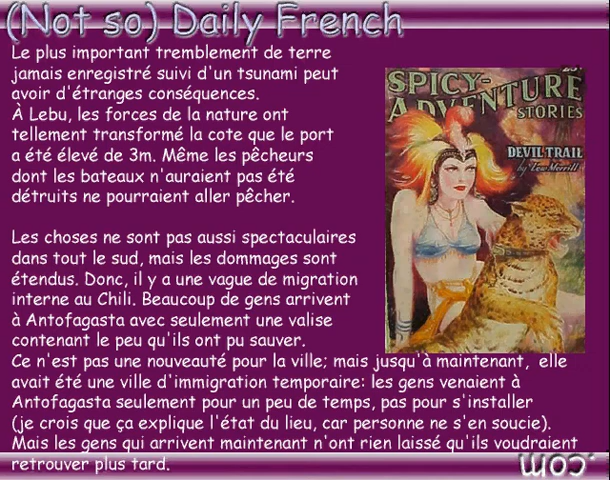 (Not so) Daily French
Le plus important tremblement de terre
jamais enregistré suivi d'un tsunami peut
avoir d'étranges conséquences.
À Lebu, les forces de la nature ont
tellement transformé la cote que le port
a été élevé de 3m. Même les pêcheurs
dont les bateaux n'auraient pas été
détruits ne pourraient aller pêcher.
SPICY-
ADVENTURE
STORIES
DEVIL TRAIL
by Lew Merrill
Les choses ne sont pas aussi spectaculaires
dans tout le sud, mais les dommages sont
étendus. Donc, il y a une vague de migration
interne au Chili. Beaucoup de gens arrivent
à Antofagasta avec seulement une valise
contenant le peu qu'ils ont pu sauver.
Ce n'est pas une nouveauté pour la ville; mais jusqu'à maintenant, elle
avait été une ville d'immigration temporaire: les gens venaient à
Antofagasta seulement pour un peu de temps, pas pour s'installer
(je crois que ça explique l'état du lieu, car personne ne s'en soucie).
Mais les gens qui arrivent maintenant n'ont rien laissé qu'ils voudraient
retrouver plus tard.
.com